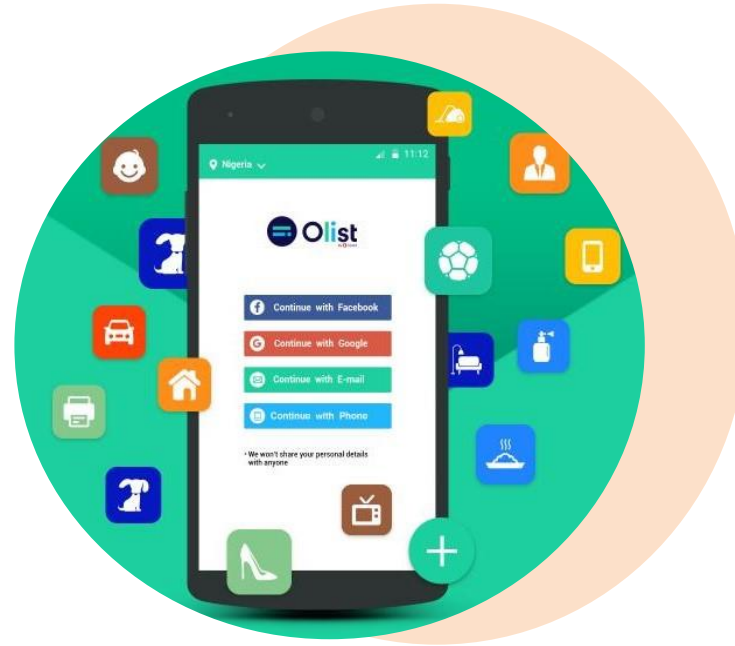 Nigeria
11:12
Olist
Continue with Facebook
Continue with Google
Continue with E-mail
Continue with Phone
• We won't share your personal details
with anyone